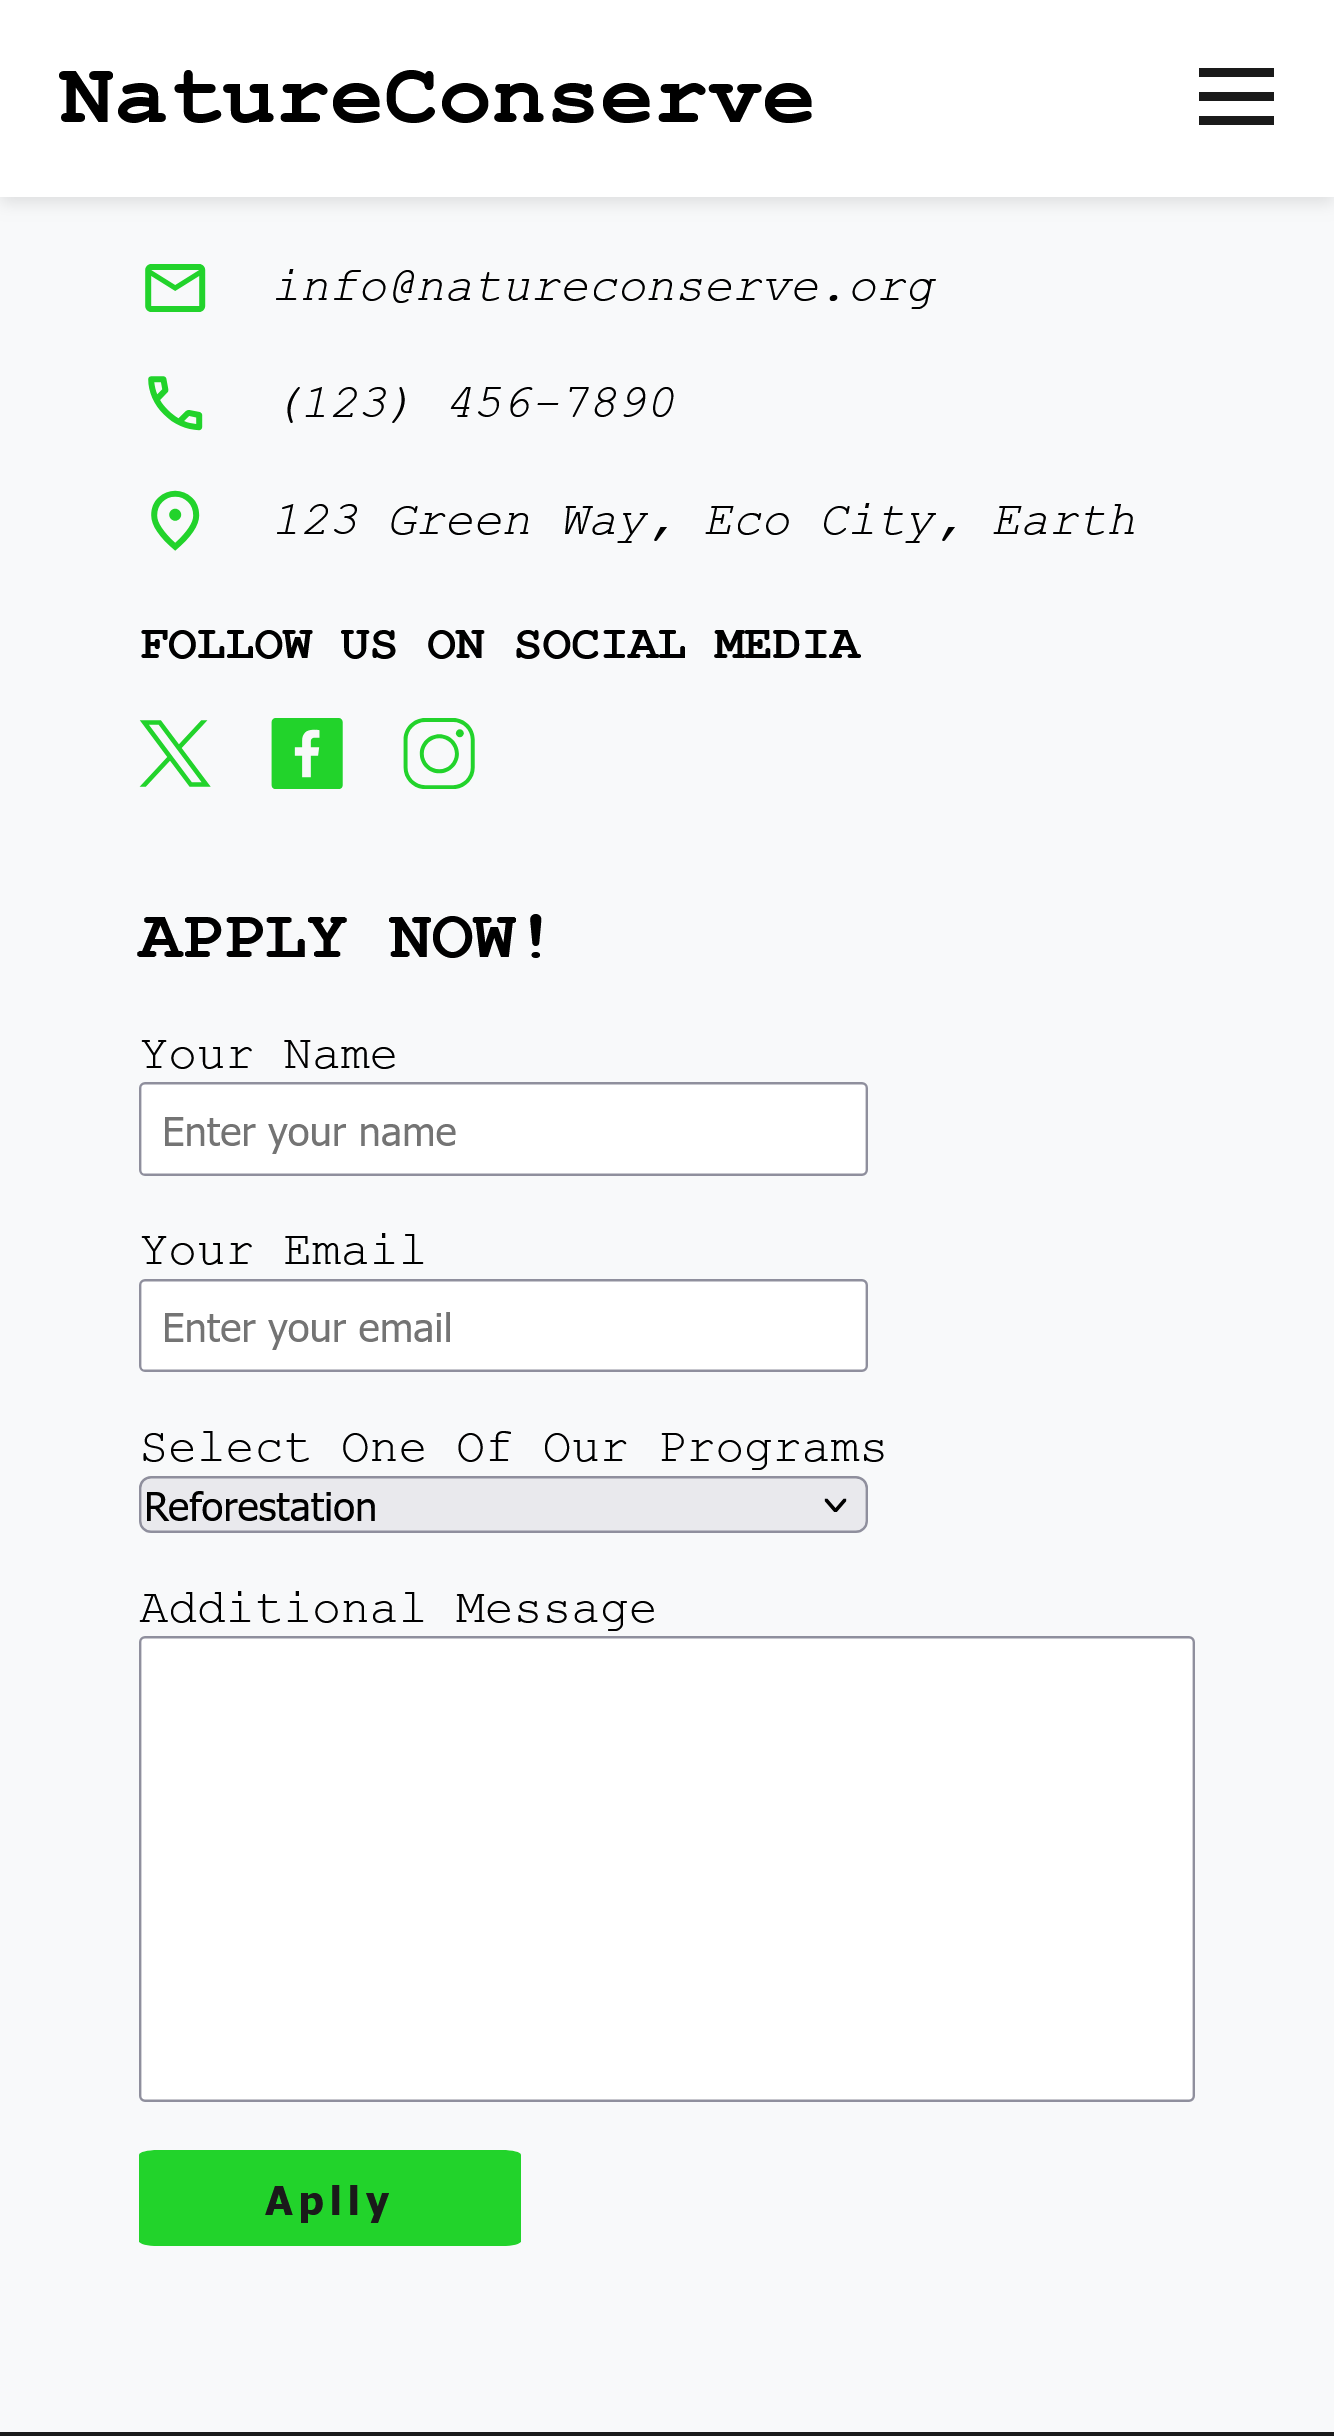 NatureConserve
info@natureconserve.org
(123) 456-7890
123 Green Way, Eco City, Earth
FOLLOW US ON SOCIAL MEDIA
APPLY NOW!
Your Name
Enter your name
Your Email
Enter your email
Select One Of Our Programs
Reforestation
Additional Message
Aplly